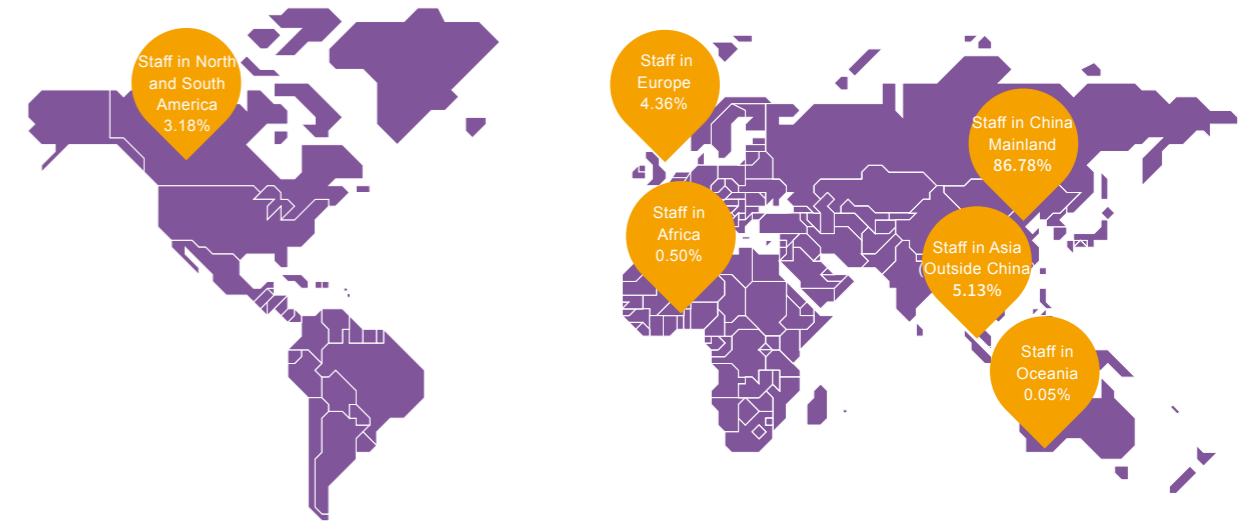 Staff in North
and South
America
3.18%
Staff in
Europe
4.36%
Staff in China
Mainland
86.78%
Staff in
Africa
0.50%
Staff in Asia
(Outside China)
5.13%
Staff in
Oceania
0.05%